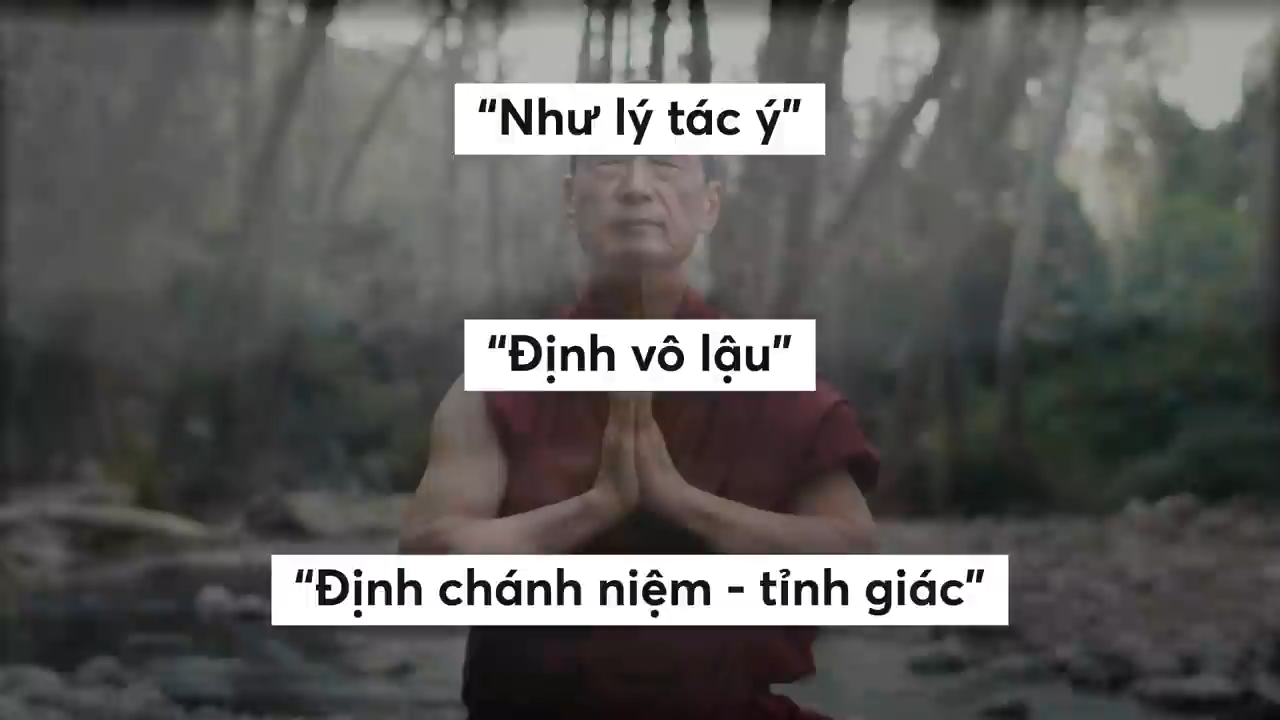 “Như lý tác ý”
“Định vô lậu”
“Định chánh niệm - tỉnh giác”